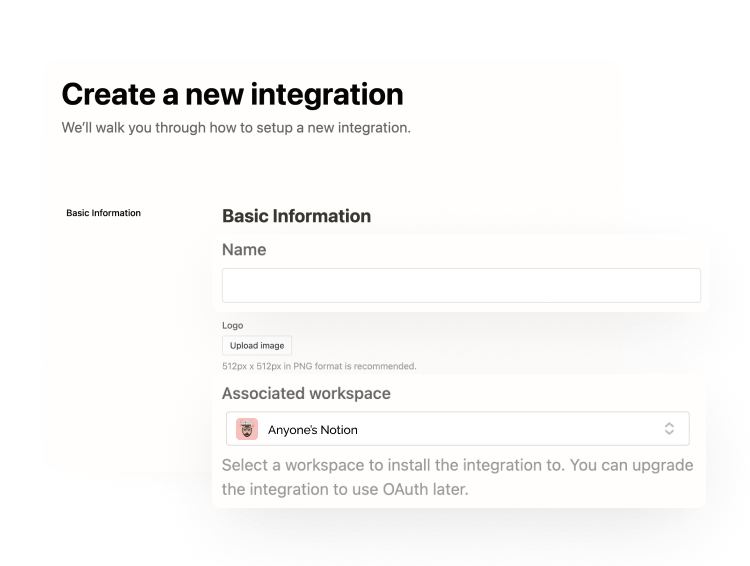 Create a new integration
We’ll walk you through how to setup a new integration.
Basic Information
Basic Information
Name
Logo
Upload image
512px x 512px in PNG format is recommended.
Associated workspace
Anyone's Notion
Select a workspace to install the integration to. You can upgrade
the integration to use OAuth later.